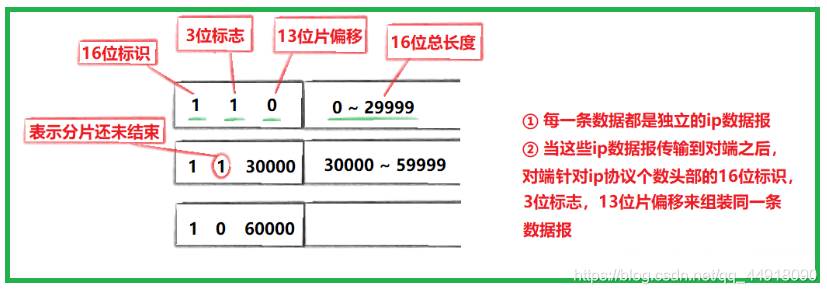 3位标志
13位片偏移
16位标识
16位总长度
1 1 0
0 ~ 29999
表示分片还未结束
1 1 30000
30000 ~ 59999
1 0 60000
① 每一条数据都是独立的ip数据报
② 当这些ip数据报传输到对端之后，
对端针对ip协议个数头部的16位标识，
3位标志，13位片偏移来组装同一条
数据报
https://blog.csdn.net/qq_44918090